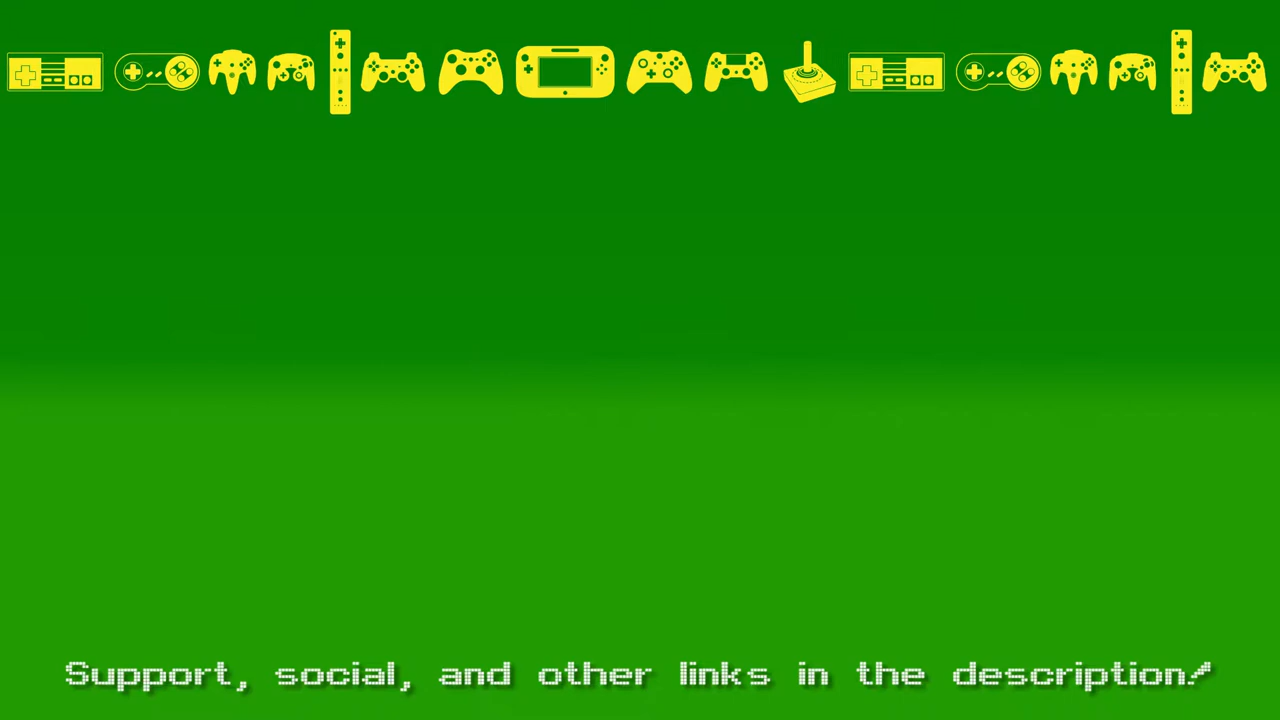 Support, social, and other links in the description!